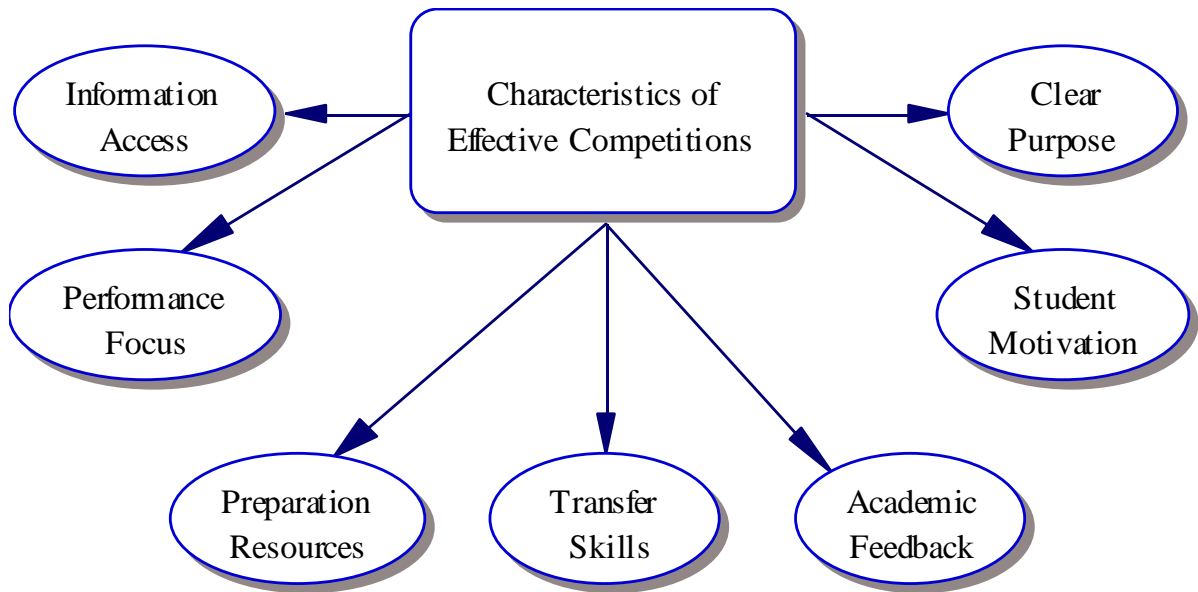 Characteristics of
Effective Competitions
Information
Access
Clear
Purpose
Performance
Focus
Student
Motivation
Preparation
Resources
Transfer
Skills
Academic
Feedback